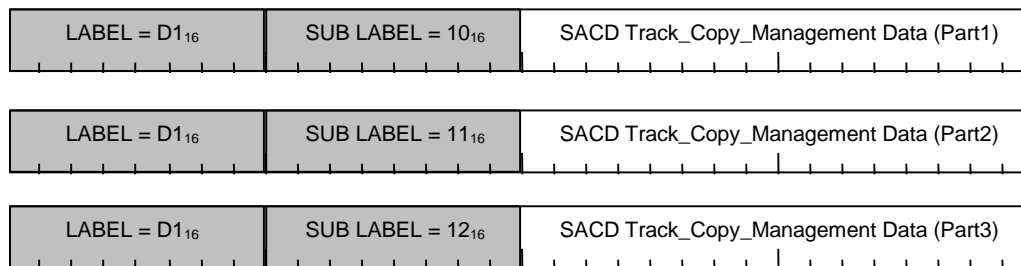 LABEL = D1₁₆ SUB LABEL = 10₁₆ SACD Track_Copy_Management Data (Part1)
LABEL = D1₁₆ SUB LABEL = 11₁₆ SACD Track_Copy_Management Data (Part2)
LABEL = D1₁₆ SUB LABEL = 12₁₆ SACD Track_Copy_Management Data (Part3)